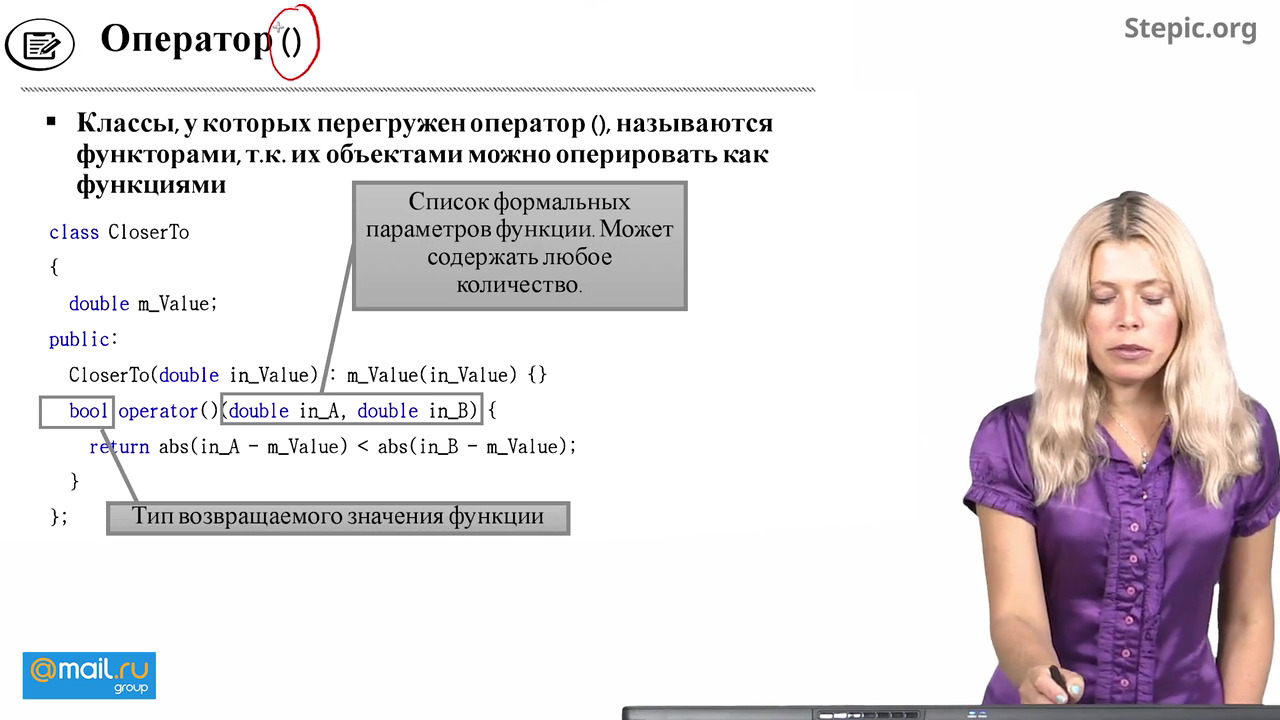 Оператор ()
Stepic.org
▪ Классы, у которых перегружен оператор (), называются
функторами, т.к. их объектами можно оперировать как
функциями
Список формальных
параметров функции. Может
содержать любое
количество.
class CloserTo
{
double m_Value;
public:
CloserTo(double in_Value) : m_Value(in_Value) {}
bool operator()(double in_A, double in_B) {
return abs(in_A - m_Value) < abs(in_B - m_Value);
}
};
Тип возвращаемого значения функции
@mail.ru
group